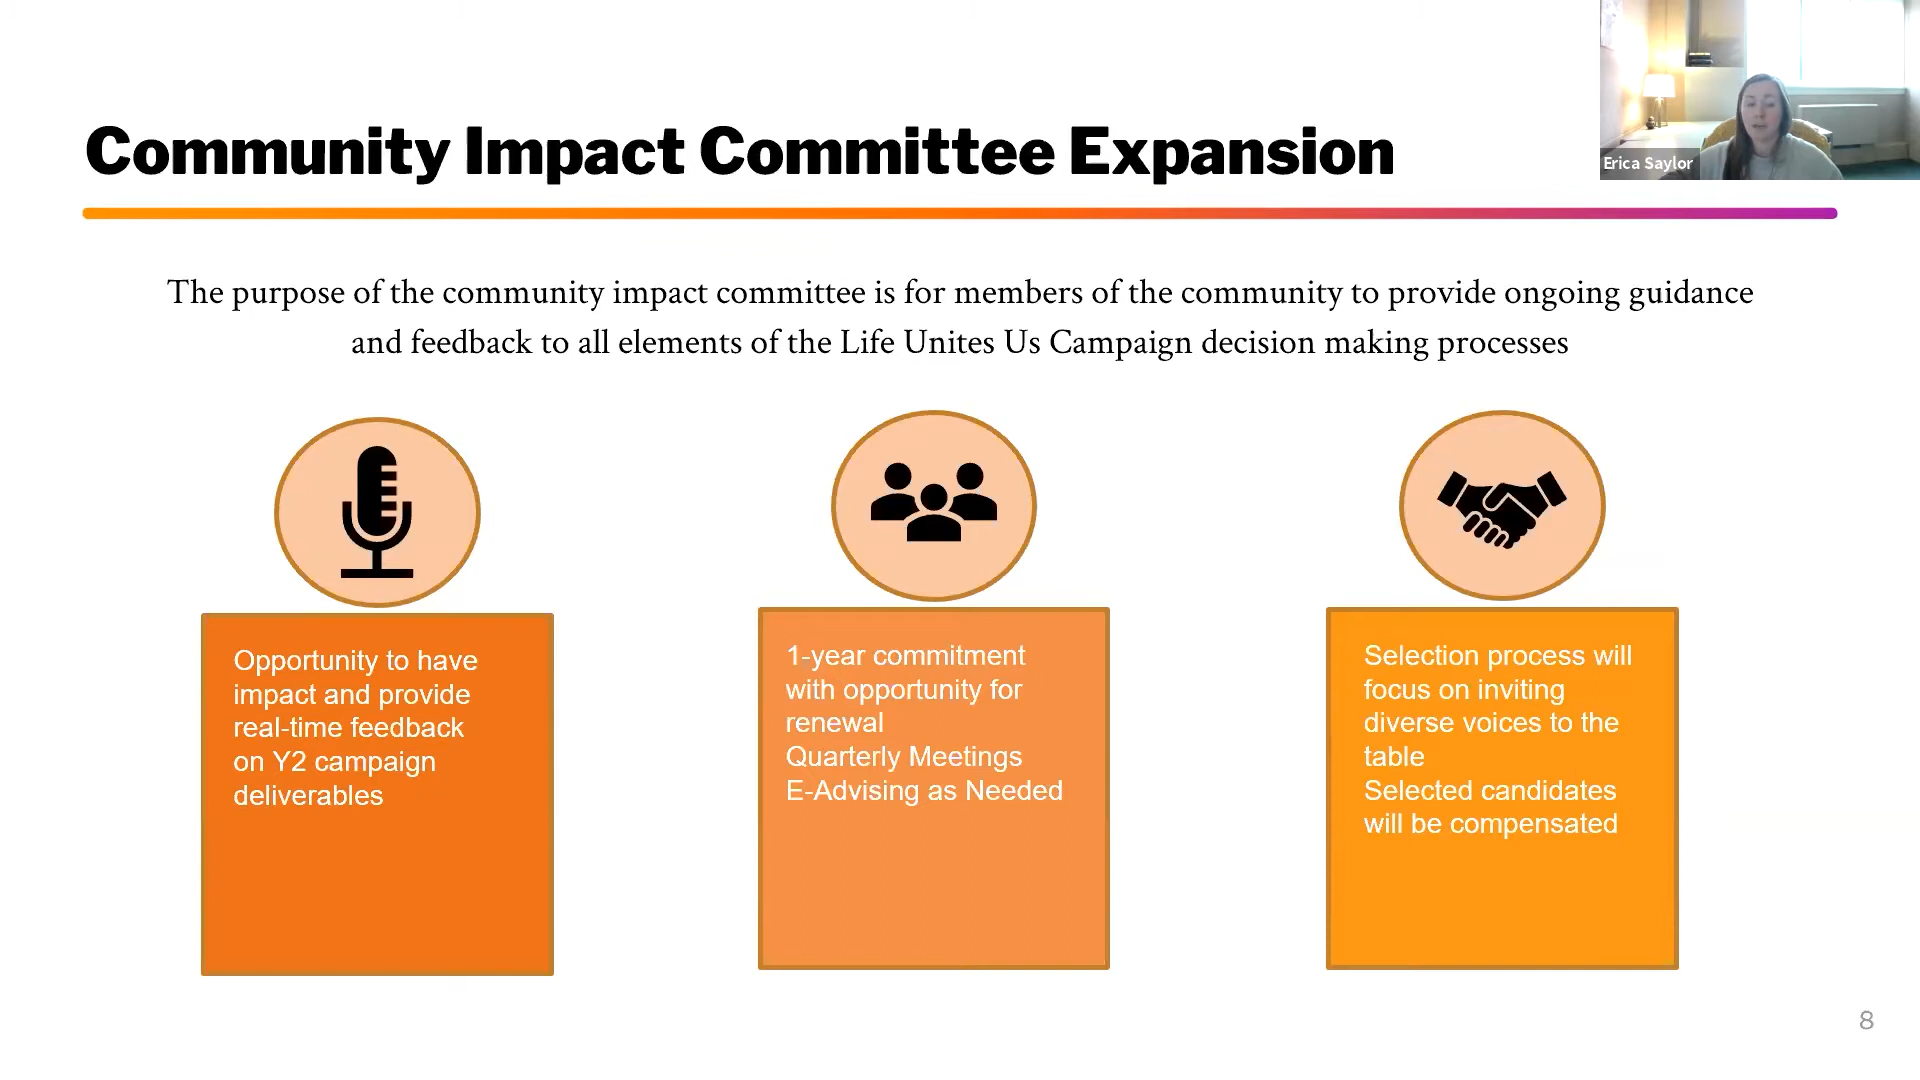 Community Impact Committee Expansion
Erica Saylor
The purpose of the community impact committee is for members of the community to provide ongoing guidance
and feedback to all elements of the Life Unites Us Campaign decision making processes
Opportunity to have
impact and provide
real-time feedback
on Y2 campaign
deliverables
1-year commitment
with opportunity for
renewal
Quarterly Meetings
E-Advising as Needed
Selection process will
focus on inviting
diverse voices to the
table
Selected candidates
will be compensated
8